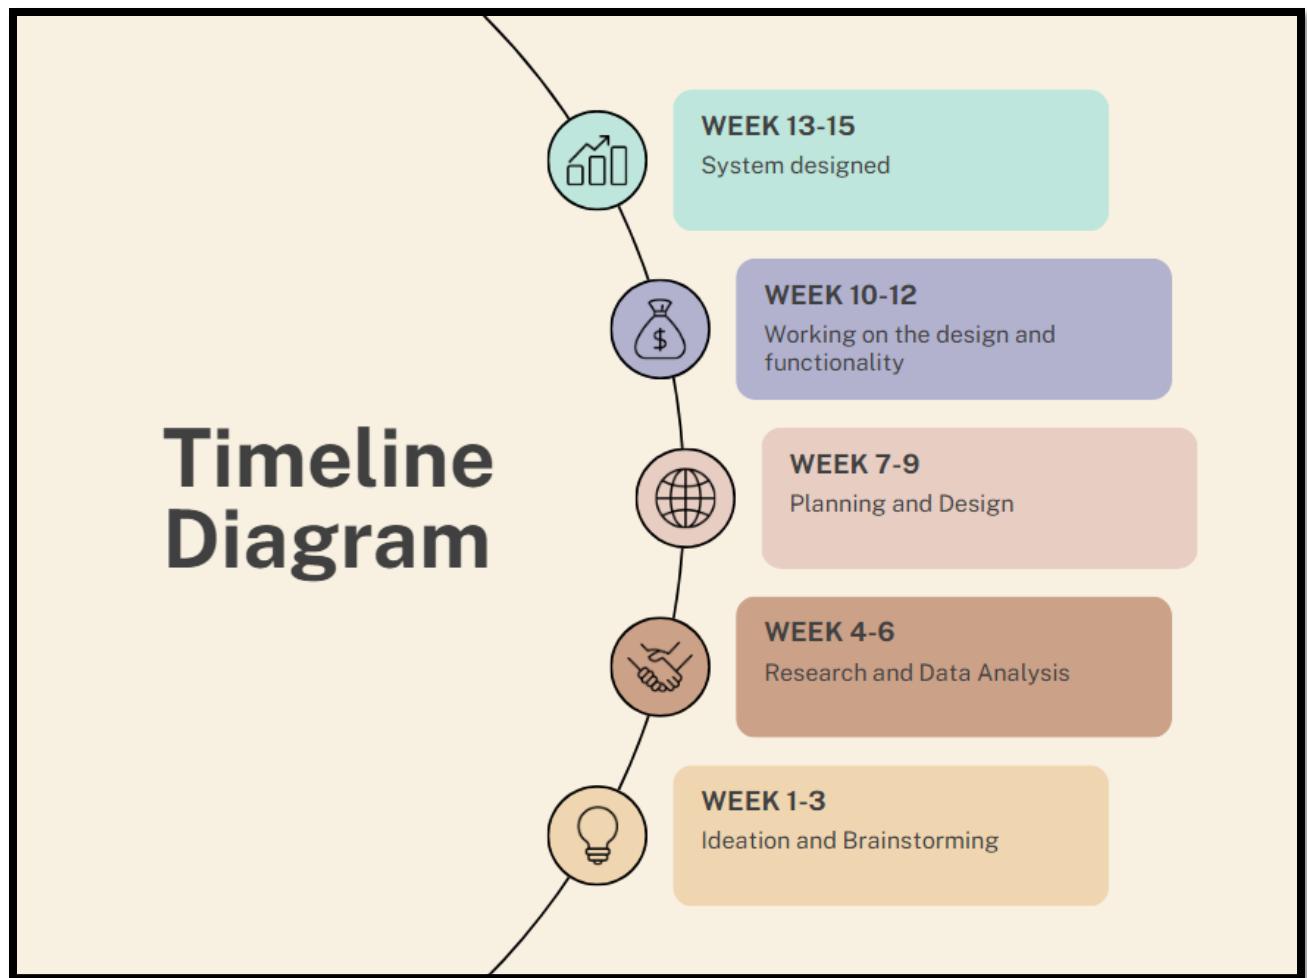 Timeline
Diagram
WEEK 13-15
System designed
WEEK 10-12
Working on the design and
functionality
$
WEEK 7-9
Planning and Design
WEEK 4-6
Research and Data Analysis
WEEK 1-3
Ideation and Brainstorming